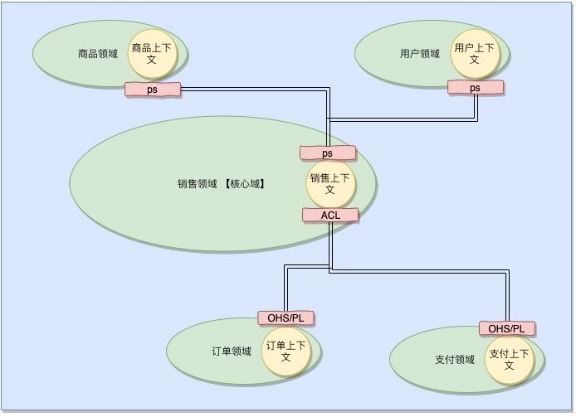 商品领域
商品上下
文
ps
用户领域
用户上下
文
ps
ps
销售领域 【核心域】
销售上下
文
ACL
OHS/PL
订单领域
订单上下
文
OHS/PL
支付领域
支付上下
文